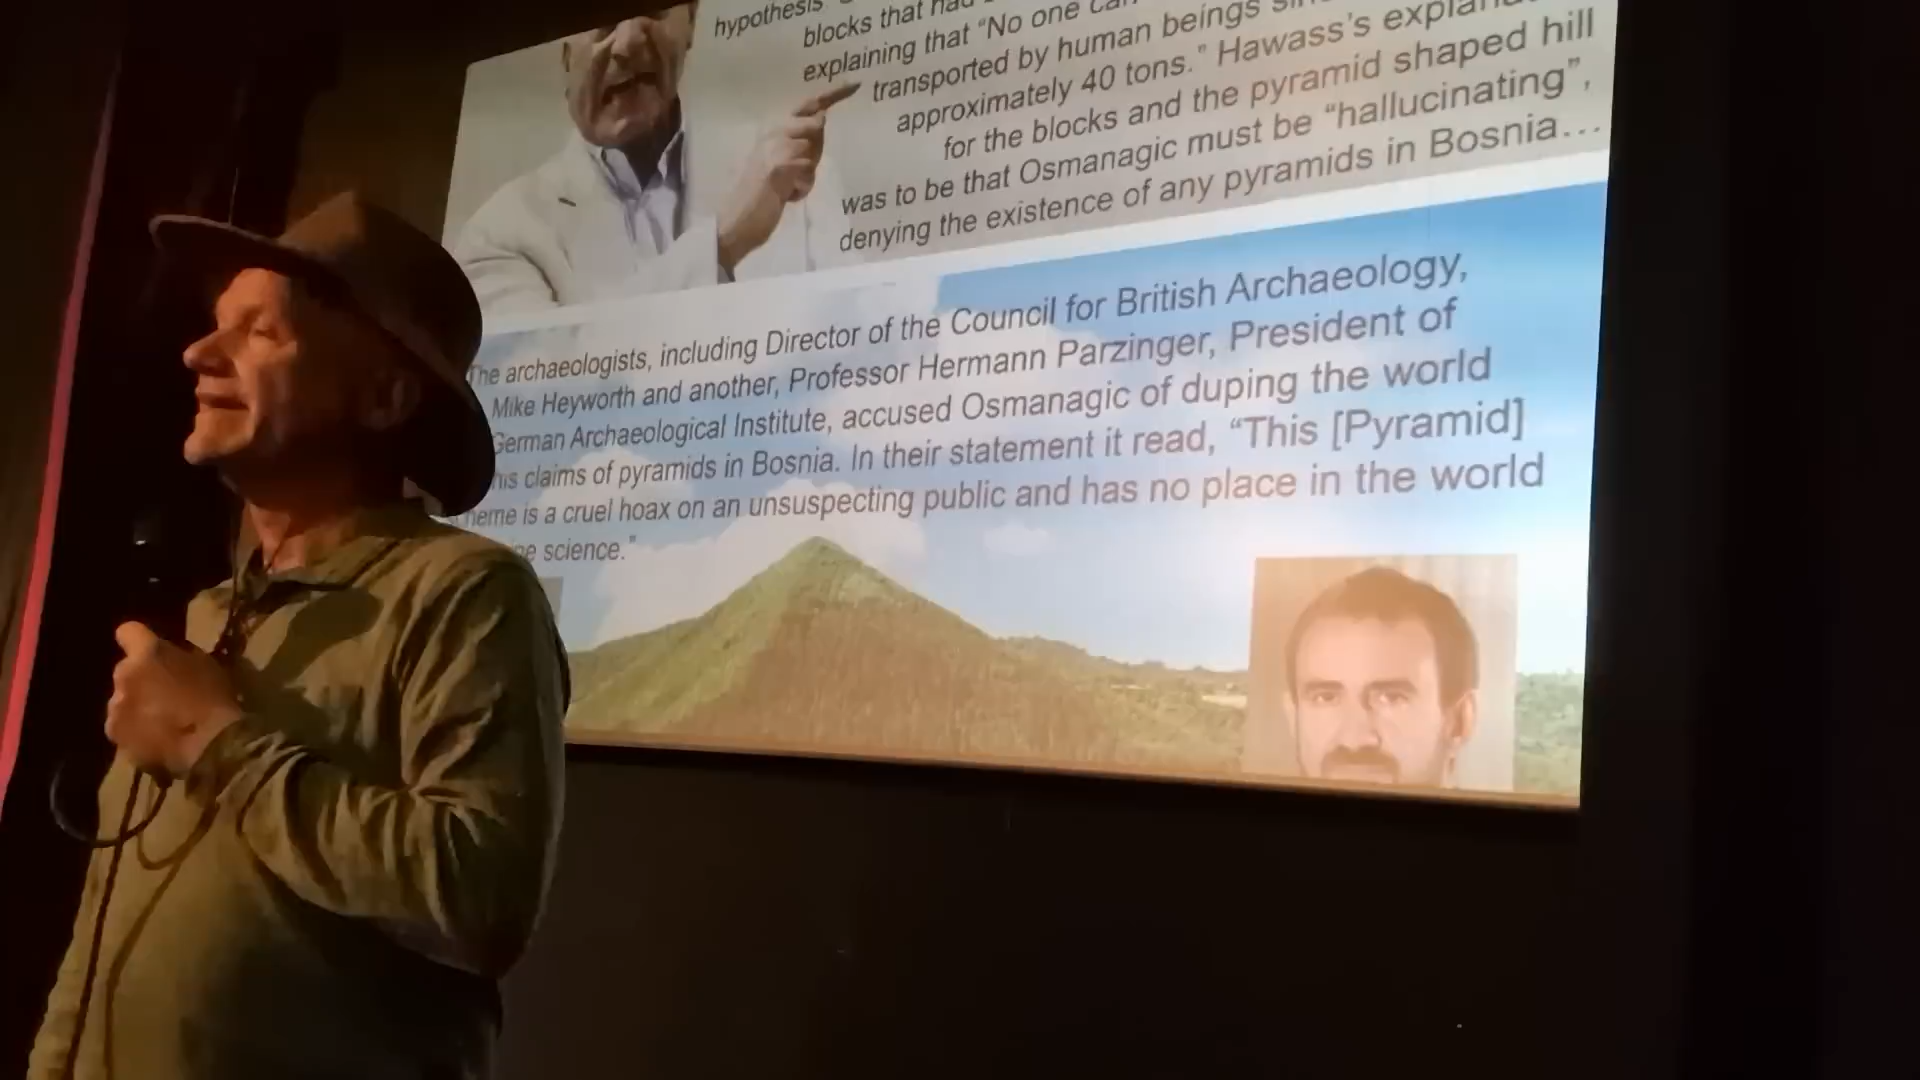 hypothesis
blocks that had
explaining that “No one can
transported by human beings
approximately 40 tons.” Hawass’s
for the blocks and the pyramid shaped hill
was to be that Osmanagic must be “hallucinating”,
denying the existence of any pyramids in Bosnia…
The archaeologists, including Director of the Council for British Archaeology,
Mike Heyworth and another, Professor Hermann Parzinger, President of
German Archaeological Institute, accused Osmanagic of duping the world
his claims of pyramids in Bosnia. In their statement it read, “This [Pyramid]
is a cruel hoax on an unsuspecting public and has no place in the world
science.”